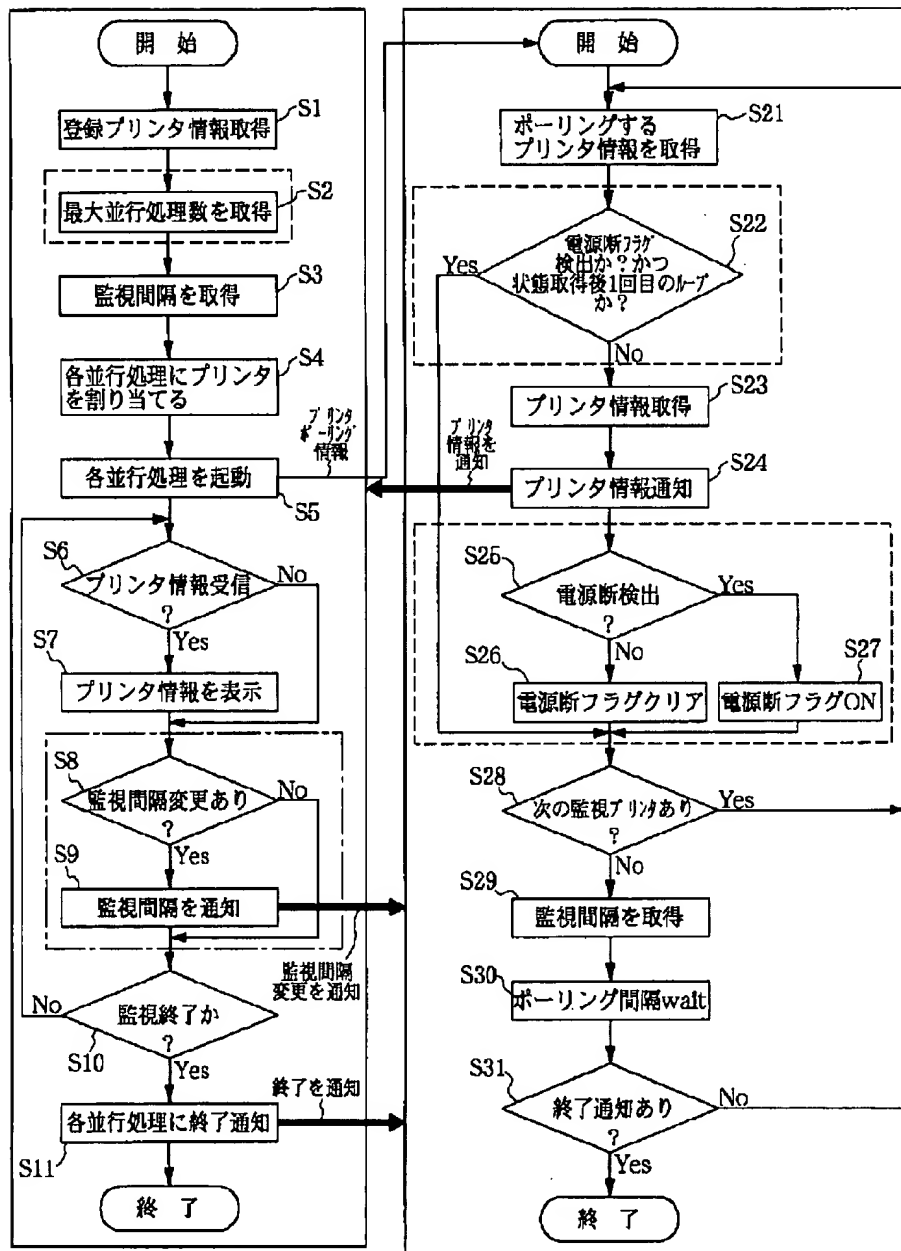 開 始
S1
登録プリンタ情報取得
S2
最大並行処理数を取得
S3
監視間隔を取得
S4
各並行処理にプリンタ
を割り当てる
プリンタ
ポーリング
情報
各並行処理を起動
S5
S6
プリンタ情報受信
?
No
Yes
S7
プリンタ情報を表示
S8
監視間隔変更あり
?
No
Yes
S9
監視間隔を通知
監視間隔
変更を通知
No
監視終了か
?
S10
Yes
終了を通知
各並行処理に終了通知
S11
終 了
開 始
S21
ポーリングする
プリンタ情報を取得
S22
電源断フラグ
検出か?かつ
状態取得後1回目のループ
か?
Yes
No
S23
プリンタ情報取得
プリンタ
情報を
通知
S24
プリンタ情報通知
S25
電源断検出
?
Yes
No
S26
電源断フラグクリア
S27
電源断フラグON
S28
次の監視プリンタあり
?
Yes
No
S29
監視間隔を取得
S30
ポーリング間隔wait
S31
終了通知あり
?
No
Yes
終 了